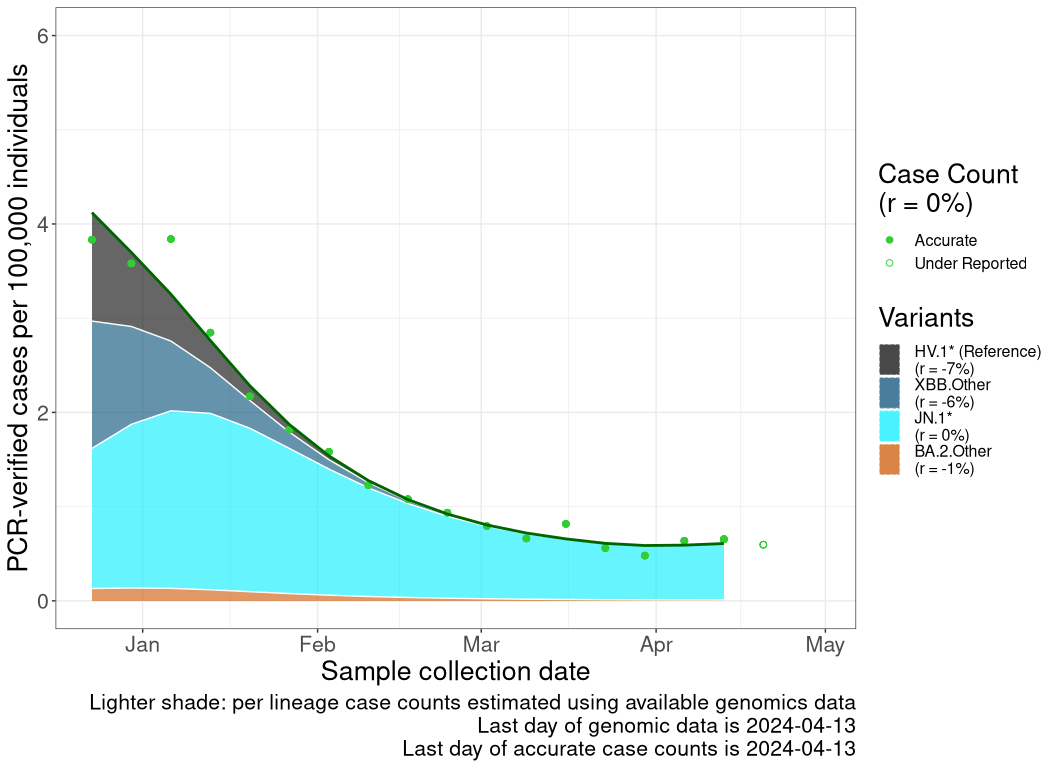 PCR-verified cases per 100,000 individuals
6
4
2
0
Jan Feb Mar Apr May
Sample collection date
Lighter shade: per lineage case counts estimated using available genomics data
Last day of genomic data is 2024-04-13
Last day of accurate case counts is 2024-04-13
Case Count
(r = 0%)
Accurate
Under Reported
Variants
HV.1* (Reference)
(r = -7%)
XBB.Other
(r = -6%)
JN.1*
(r = 0%)
BA.2.Other
(r = -1%)